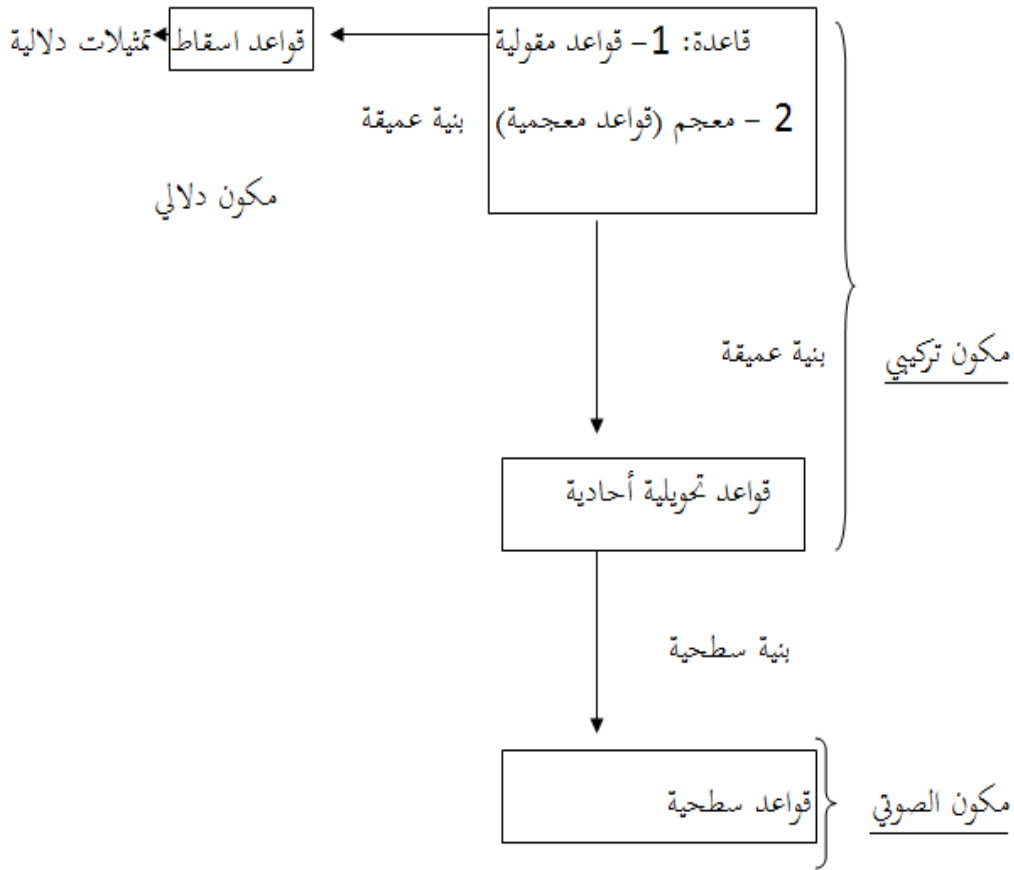 قاعدة: 1– قواعد مقولية
قواعد اسقاط
تمثيلات دلالية
2 – معجم (قواعد معجمية)
بنية عميقة
مكون دلالي
بنية عميقة
مكون تركيبي
قواعد تحويلية أحادية
بنية سطحية
قواعد سطحية
مكون الصوتي